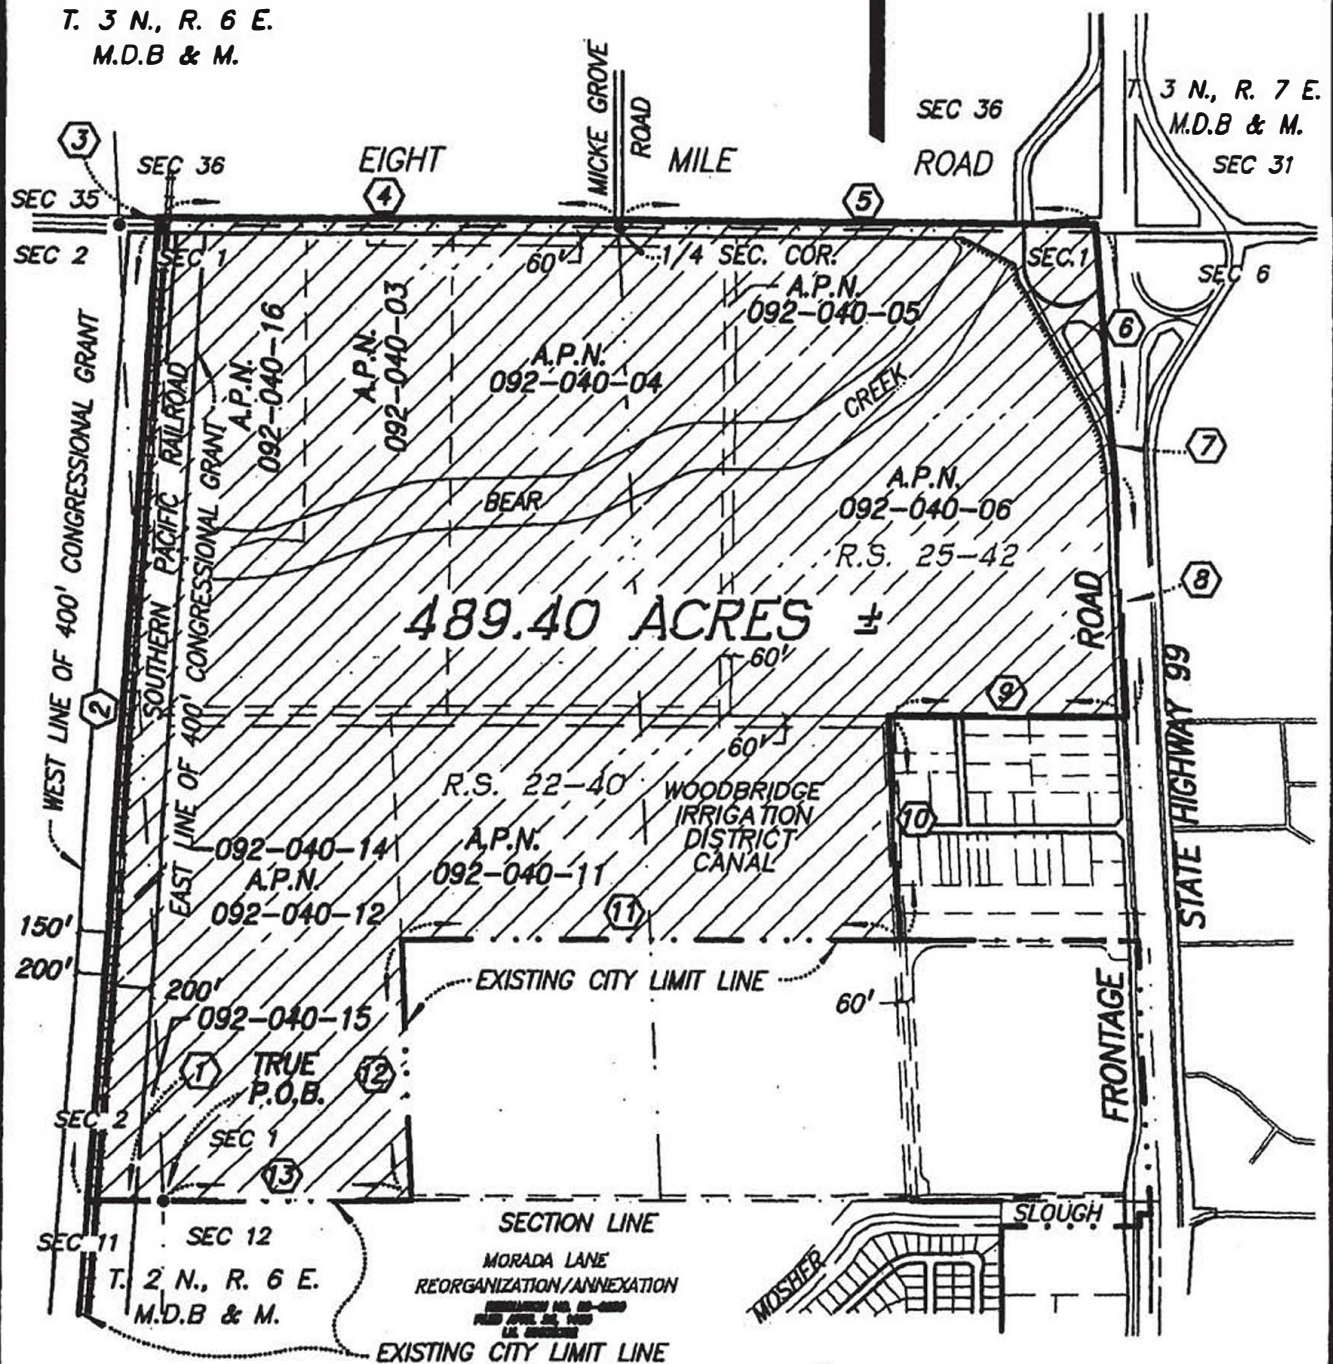 T. 3 N., R. 6 E.
M.D.B & M.
MICKE GROVE
ROAD
SEC 36
T. 3 N., R. 7 E.
M.D.B & M.
SEC 31
3
SEC 36
EIGHT
MILE
ROAD
SEC 35
4
5
SEC 2
SEC 1
60'
1/4 SEC. COR.
SEC.1
SEC 6
A.P.N.
092-040-05
A.P.N.
092-040-16
A.P.N.
092-040-03
A.P.N.
092-040-04
6
CREEK
7
BEAR
A.P.N.
092-040-06
R.S. 25-42
8
WEST LINE OF 400' CONGRESSIONAL GRANT
SOUTHERN PACIFIC RAILROAD
EAST LINE OF 400' CONGRESSIONAL GRANT
489.40 ACRES ±
60'
ROAD
2
9
STATE HIGHWAY 99
60'
R.S. 22-40
WOODBRIDGE
IRRIGATION
DISTRICT
CANAL
10
092-040-14
A.P.N.
092-040-12
A.P.N.
092-040-11
11
150'
200'
EXISTING CITY LIMIT LINE
200'
092-040-15
60'
FRONTAGE
1
TRUE
P.O.B.
12
SEC 2
SEC 1
13
SEC 11
SEC 12
SECTION LINE
SLOUGH
MOSHER
MORADA LANE
REORGANIZATION/ANNEXATION
T. 2 N., R. 6 E.
M.D.B & M.
EXISTING CITY LIMIT LINE